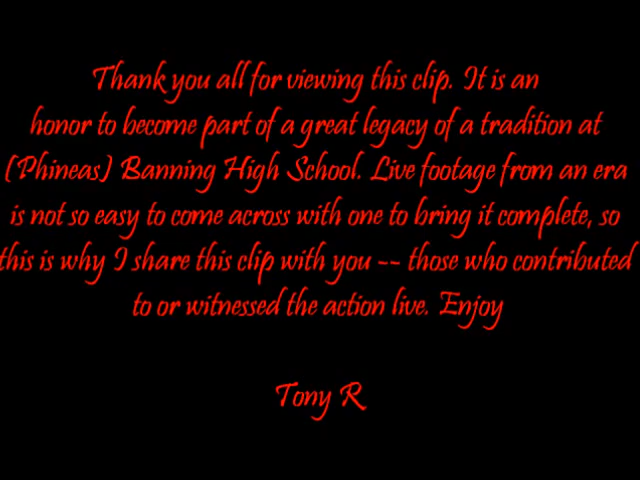 Thank you all for viewing this clip. It is an
honor to become part of a great legacy of a tradition at
(Phineas) Banning High School. Live footage from an era
is not so easy to come across with one to bring it complete, so
this is why I share this clip with you -- those who contributed
to or witnessed the action live. Enjoy
Tony R